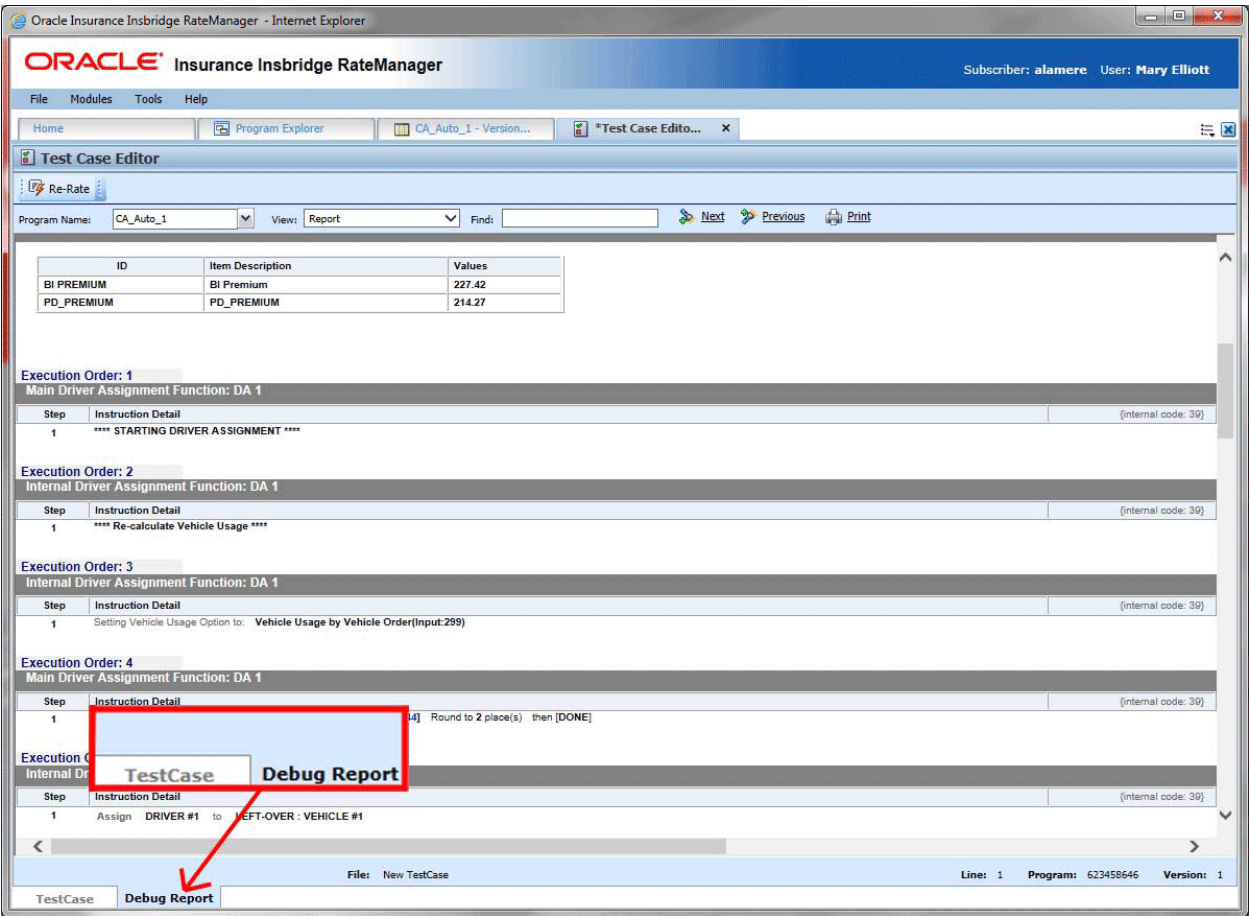 Oracle Insurance Insbridge RateManager - Internet Explorer
ORACLE® Insurance Insbridge RateManager
Subscriber: alamere User: Mary Elliott
File Modules Tools Help
Home Program Explorer CA_Auto_1 - Version... *Test Case Edito... x
Test Case Editor
Re-Rate
Program Name: CA_Auto_1 View: Report Find: Next Previous Print
ID Item Description Values
BI PREMIUM BI Premium 227.42
PD_PREMIUM PD_PREMIUM 214.27
Execution Order: 1
Main Driver Assignment Function: DA 1
Step Instruction Detail {internal code: 39}
1 **** STARTING DRIVER ASSIGNMENT ****
Execution Order: 2
Internal Driver Assignment Function: DA 1
Step Instruction Detail {internal code: 39}
1 **** Re-calculate Vehicle Usage ****
Execution Order: 3
Internal Driver Assignment Function: DA 1
Step Instruction Detail {internal code: 39}
1 Setting Vehicle Usage Option to: Vehicle Usage by Vehicle Order(Input:299)
Execution Order: 4
Main Driver Assignment Function: DA 1
Step Instruction Detail {internal code: 39}
1 Round to 2 place(s) then [DONE]
Execution
Internal
TestCase Debug Report
Step Instruction Detail {internal code: 39}
1 Assign DRIVER #1 to LEFT-OVER : VEHICLE #1
File: New TestCase Line: 1 Program: 623458646 Version: 1
TestCase Debug Report